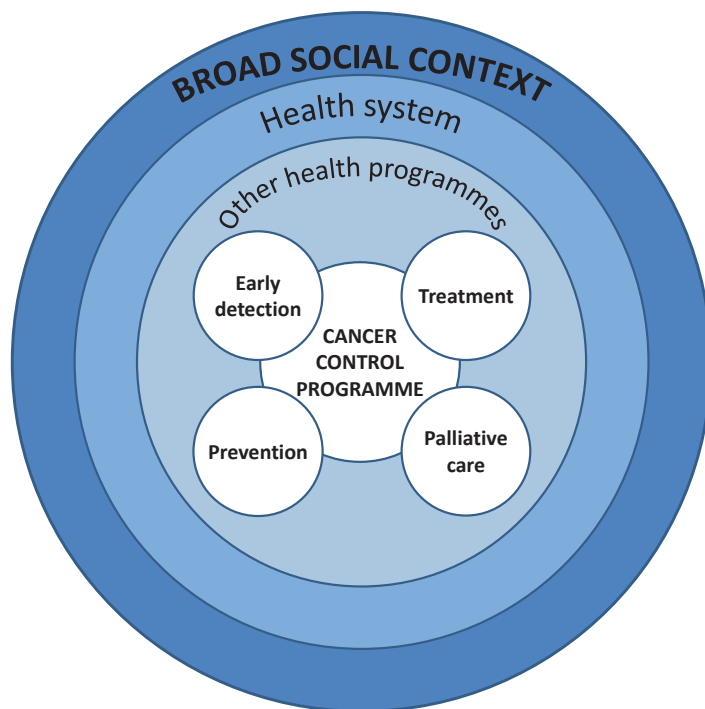 BROAD SOCIAL CONTEXT
Health system
Other health programmes
Early
detection
Treatment
CANCER
CONTROL
PROGRAMME
Prevention
Palliative
care